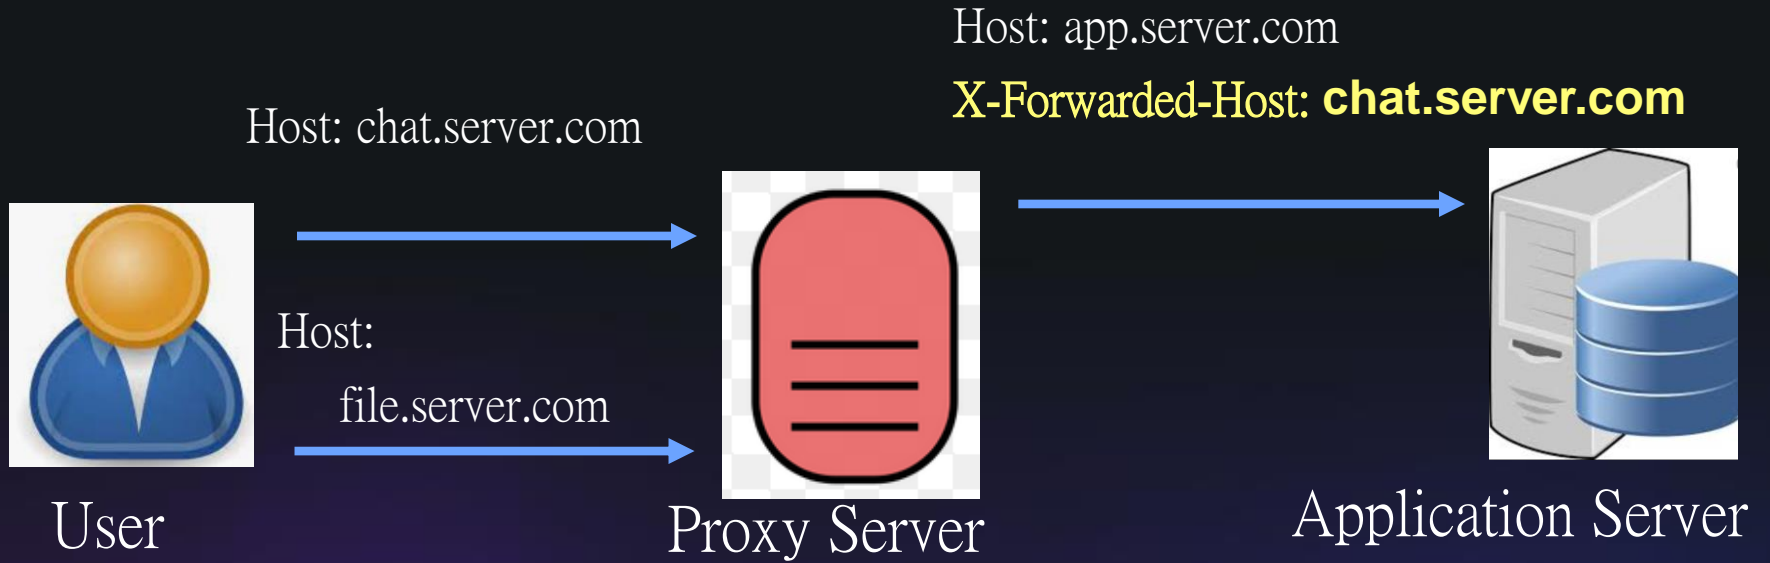 Host: app.server.com
X-Forwarded-Host: chat.server.com
Host: chat.server.com
Host:
file.server.com
User
Proxy Server
Application Server